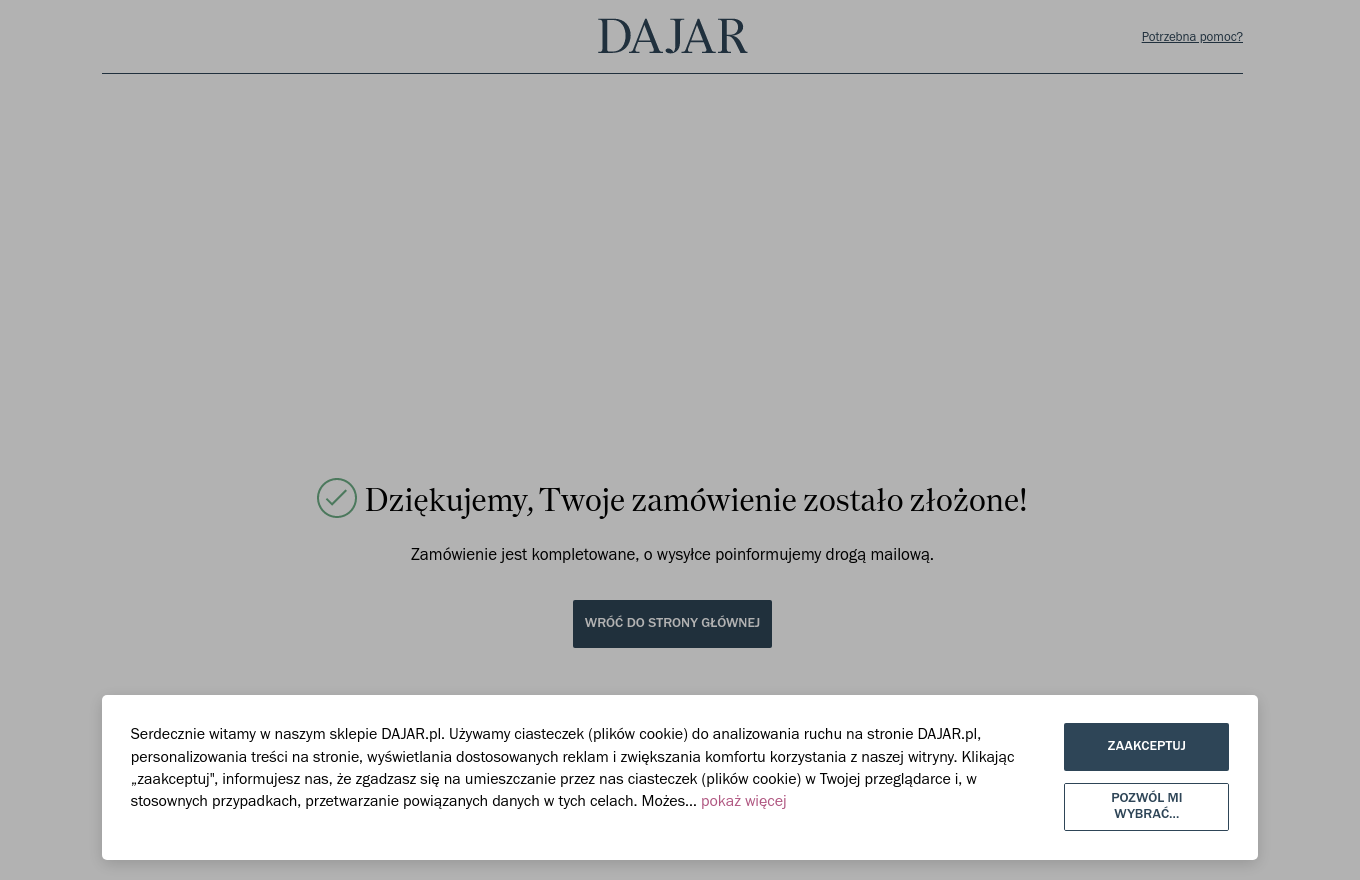 DAJAR
Potrzebna pomoc?
Dziękujemy, Twoje zamówienie zostało złożone!
Zamówienie jest kompletowane, o wysyłce poinformujemy drogą mailową.
WRÓĆ DO STRONY GŁÓWNEJ
Serdecznie witamy w naszym sklepie DAJAR.pl. Używamy ciasteczek (plików cookie) do analizowania ruchu na stronie DAJAR.pl,
personalizowania treści na stronie, wyświetlania dostosowanych reklam i zwiększania komfortu korzystania z naszej witryny. Klikając
„zaakceptuj", informujesz nas, że zgadzasz się na umieszczanie przez nas ciasteczek (plików cookie) w Twojej przeglądarce i, w
stosownych przypadkach, przetwarzanie powiązanych danych w tych celach. Możes... pokaż więcej
ZAAKCEPTUJ
POZWÓL MI
WYBRAĆ...